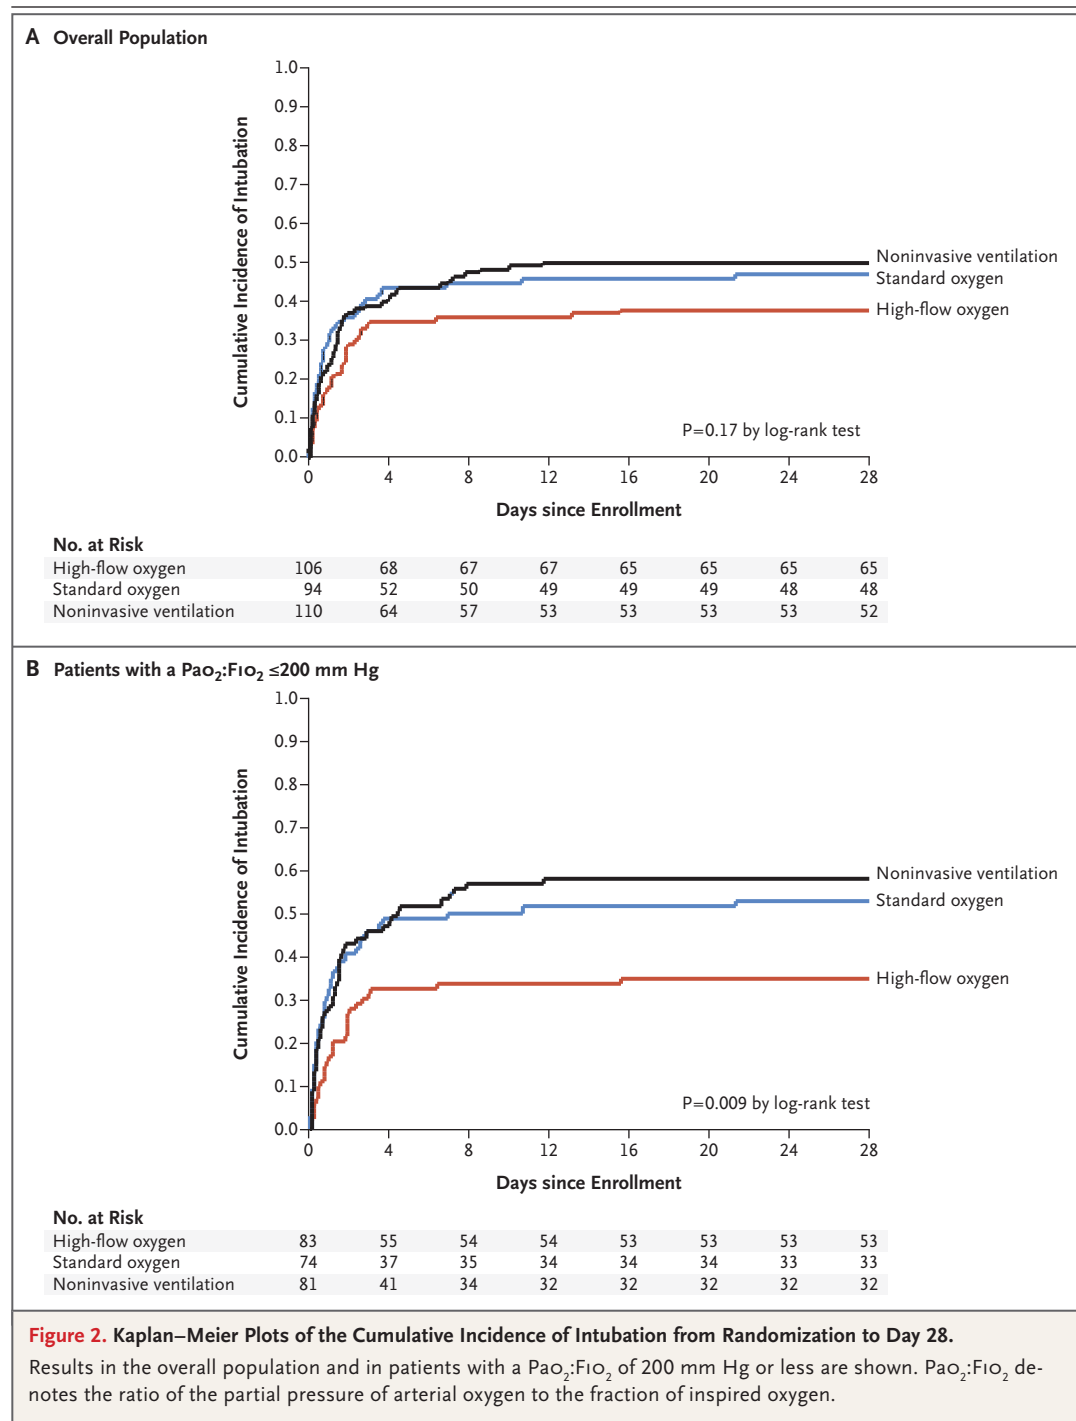 A Overall Population
1.0
0.9
0.8
0.7
0.6
0.5
0.4
0.3
0.2
0.1
0.0
Cumulative Incidence of Intubation
Noninvasive ventilation
Standard oxygen
High-flow oxygen
P=0.17 by log-rank test
0 4 8 12 16 20 24 28
Days since Enrollment
No. at Risk
High-flow oxygen 106 68 67 67 65 65 65 65
Standard oxygen 94 52 50 49 49 49 48 48
Noninvasive ventilation 110 64 57 53 53 53 53 52
B Patients with a PaO₂:FIO₂ ≤200 mm Hg
1.0
0.9
0.8
0.7
0.6
0.5
0.4
0.3
0.2
0.1
0.0
Cumulative Incidence of Intubation
Noninvasive ventilation
Standard oxygen
High-flow oxygen
P=0.009 by log-rank test
0 4 8 12 16 20 24 28
Days since Enrollment
No. at Risk
High-flow oxygen 83 55 54 54 53 53 53 53
Standard oxygen 74 37 35 34 34 34 33 33
Noninvasive ventilation 81 41 34 32 32 32 32 32
Figure 2. Kaplan–Meier Plots of the Cumulative Incidence of Intubation from Randomization to Day 28.
Results in the overall population and in patients with a PaO₂:FIO₂ of 200 mm Hg or less are shown. PaO₂:FIO₂ de-
notes the ratio of the partial pressure of arterial oxygen to the fraction of inspired oxygen.